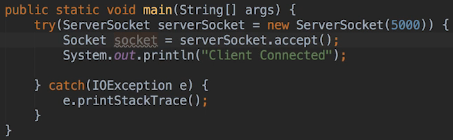 public static void main(String[] args) {
try(ServerSocket serverSocket = new ServerSocket(5000)) {
Socket socket = serverSocket.accept();
System.out.println("Client Connected");
} catch(IOException e) {
e.printStackTrace();
}
}